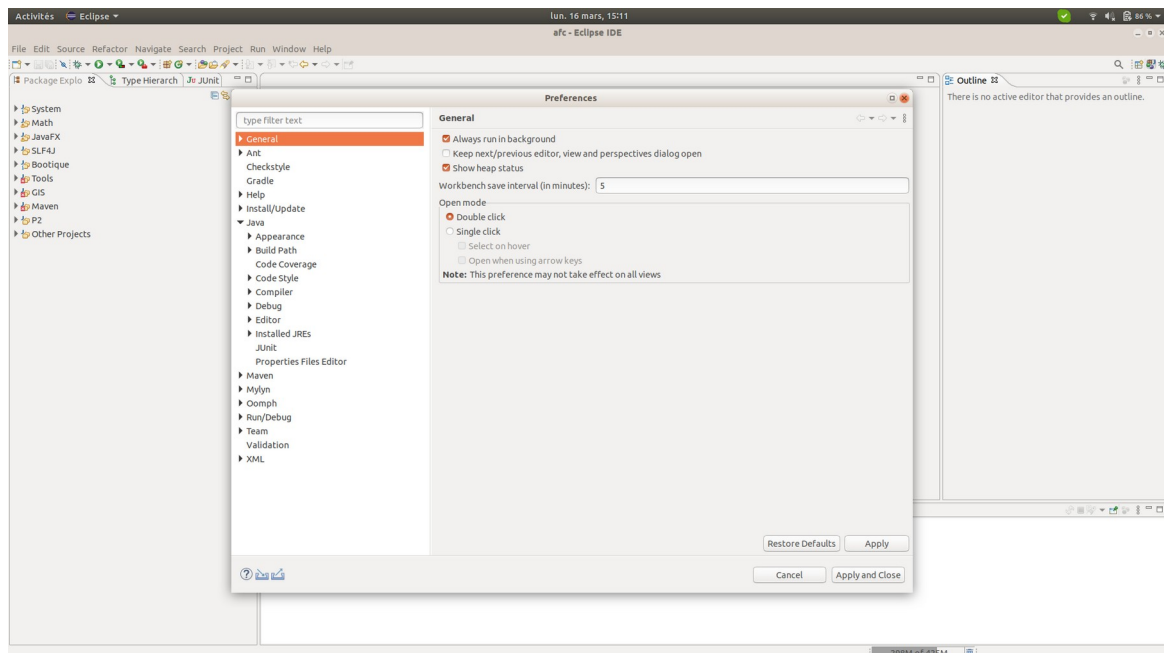 Activités Eclipse lun. 16 mars, 15:11 86 %
afc - Eclipse IDE
File Edit Source Refactor Navigate Search Project Run Window Help
Package Explo Type Hierarch JUnit
Outline
There is no active editor that provides an outline.
System
Math
JavaFX
SLF4J
Bootique
Tools
GIS
Maven
P2
Other Projects
Preferences
type filter text
General
Ant
Checkstyle
Gradle
Help
Install/Update
Java
Appearance
Build Path
Code Coverage
Code Style
Compiler
Debug
Editor
Installed JREs
JUnit
Properties Files Editor
Maven
Mylyn
Oomph
Run/Debug
Team
Validation
XML
General
Always run in background
Keep next/previous editor, view and perspectives dialog open
Show heap status
Workbench save interval (in minutes): 5
Open mode
Double click
Single click
Select on hover
Open when using arrow keys
Note: This preference may not take effect on all views
Restore Defaults Apply
Cancel Apply and Close